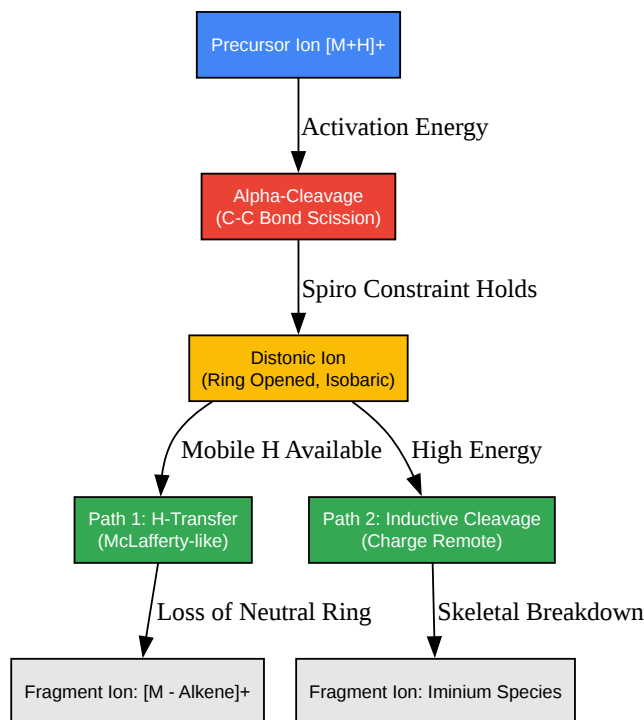 Precursor Ion [M+H]+
Activation Energy
Alpha-Cleavage
(C-C Bond Scission)
Spiro Constraint Holds
Distonic Ion
(Ring Opened, Isobaric)
Mobile H Available
High Energy
Path 1: H-Transfer
(McLafferty-like)
Path 2: Inductive Cleavage
(Charge Remote)
Loss of Neutral Ring
Skeletal Breakdown
Fragment Ion: [M - Alkene]+
Fragment Ion: Iminium Species